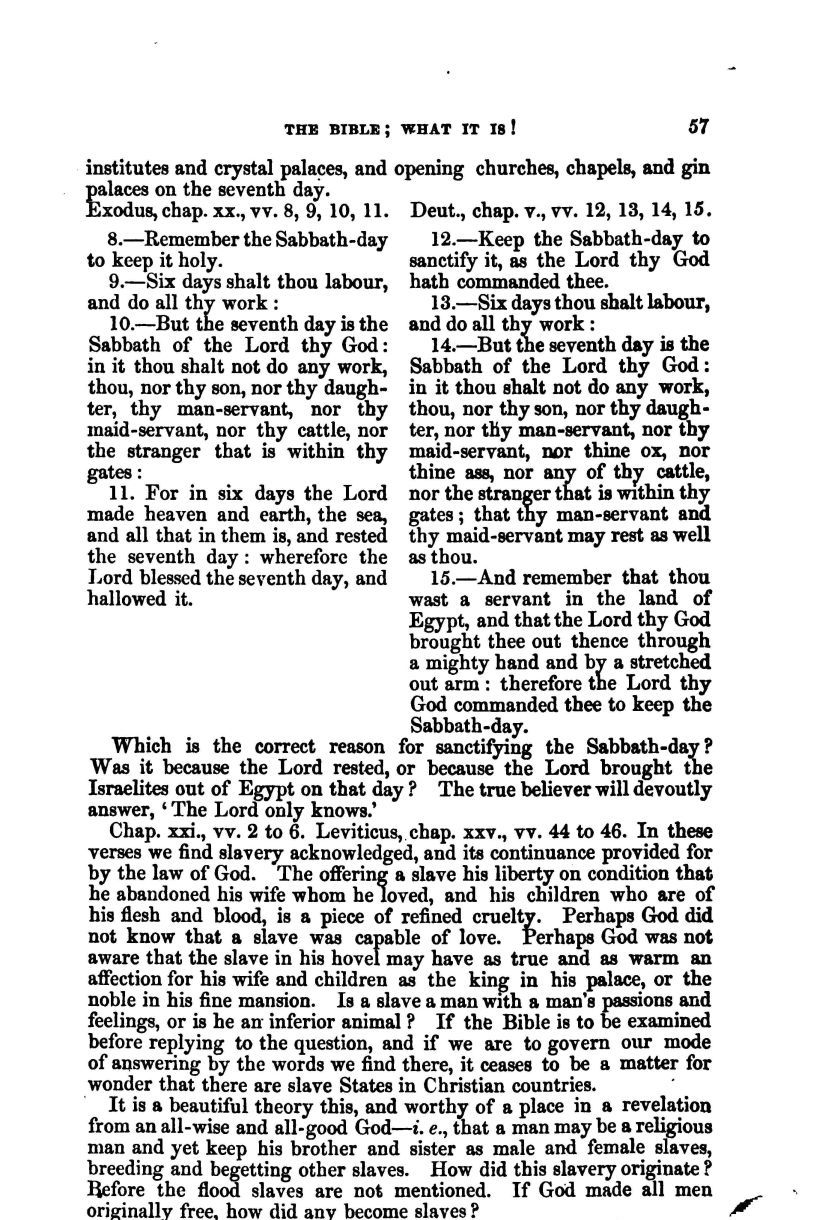 THE BIBLE; WHAT IT IS! 57
institutes and crystal palaces, and opening churches, chapels, and gin
palaces on the seventh day.
Exodus, chap. xx., vv. 8, 9, 10, 11.
8.—Remember the Sabbath-day
to keep it holy.
9.—Six days shalt thou labour,
and do all thy work :
10.—But the seventh day is the
Sabbath of the Lord thy God :
in it thou shalt not do any work,
thou, nor thy son, nor thy daugh-
ter, thy man-servant, nor thy
maid-servant, nor thy cattle, nor
the stranger that is within thy
gates :
11. For in six days the Lord
made heaven and earth, the sea,
and all that in them is, and rested
the seventh day : wherefore the
Lord blessed the seventh day, and
hallowed it.
Deut., chap. v., vv. 12, 13, 14, 15.
12.—Keep the Sabbath-day to
sanctify it, as the Lord thy God
hath commanded thee.
13.—Six days thou shalt labour,
and do all thy work :
14.—But the seventh day is the
Sabbath of the Lord thy God :
in it thou shalt not do any work,
thou, nor thy son, nor thy daugh-
ter, nor thy man-servant, nor thy
maid-servant, nor thine ox, nor
thine ass, nor any of thy cattle,
nor the stranger that is within thy
gates ; that thy man-servant and
thy maid-servant may rest as well
as thou.
15.—And remember that thou
wast a servant in the land of
Egypt, and that the Lord thy God
brought thee out thence through
a mighty hand and by a stretched
out arm : therefore the Lord thy
God commanded thee to keep the
Sabbath-day.
Which is the correct reason for sanctifying the Sabbath-day ?
Was it because the Lord rested, or because the Lord brought the
Israelites out of Egypt on that day ? The true believer will devoutly
answer, ‘ The Lord only knows.’
Chap. xxi., vv. 2 to 6. Leviticus, chap. xxv., vv. 44 to 46. In these
verses we find slavery acknowledged, and its continuance provided for
by the law of God. The offering a slave his liberty on condition that
he abandoned his wife whom he loved, and his children who are of
his flesh and blood, is a piece of refined cruelty. Perhaps God did
not know that a slave was capable of love. Perhaps God was not
aware that the slave in his hovel may have as true and as warm an
affection for his wife and children as the king in his palace, or the
noble in his fine mansion. Is a slave a man with a man's passions and
feelings, or is he an inferior animal ? If the Bible is to be examined
before replying to the question, and if we are to govern our mode
of answering by the words we find there, it ceases to be a matter for
wonder that there are slave States in Christian countries.
It is a beautiful theory this, and worthy of a place in a revelation
from an all-wise and all-good God—i. e., that a man may be a religious
man and yet keep his brother and sister as male and female slaves,
breeding and begetting other slaves. How did this slavery originate ?
Before the flood slaves are not mentioned. If God made all men
originally free, how did any become slaves ?